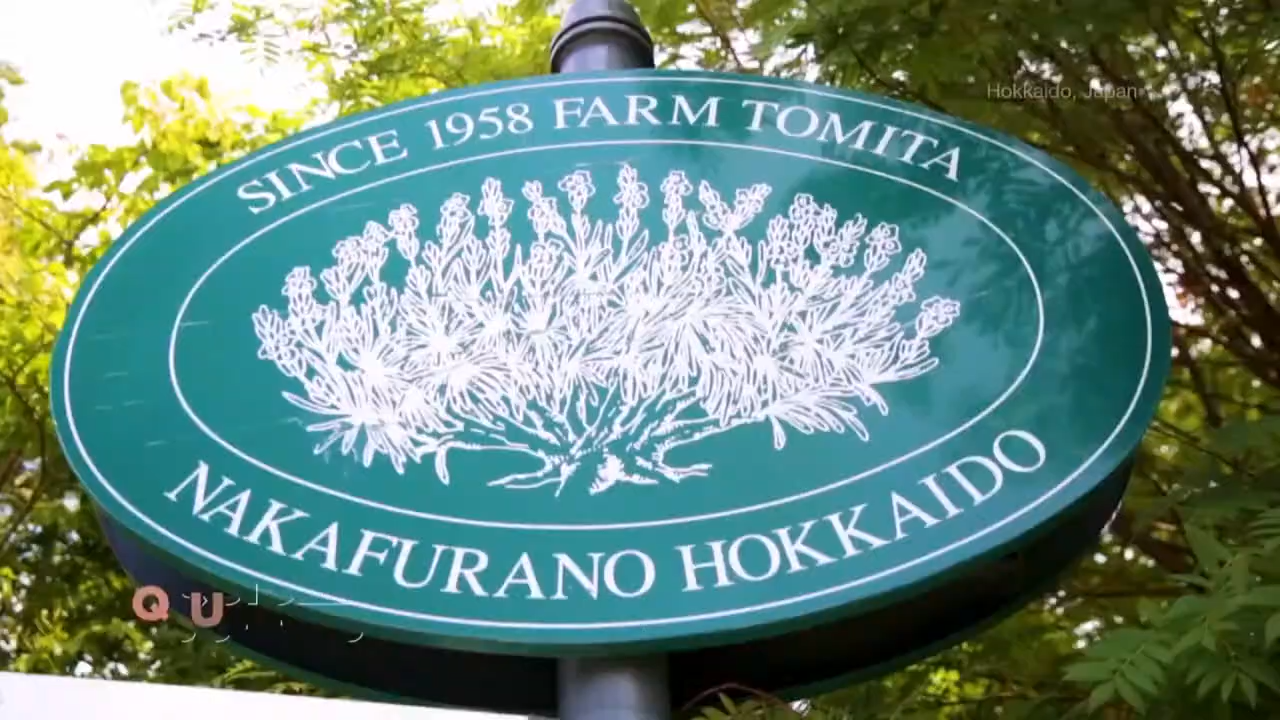 Hokkaido, Japan
SINCE 1958 FARM TOMITA
NAKAFURANO HOKKAIDO
Q U